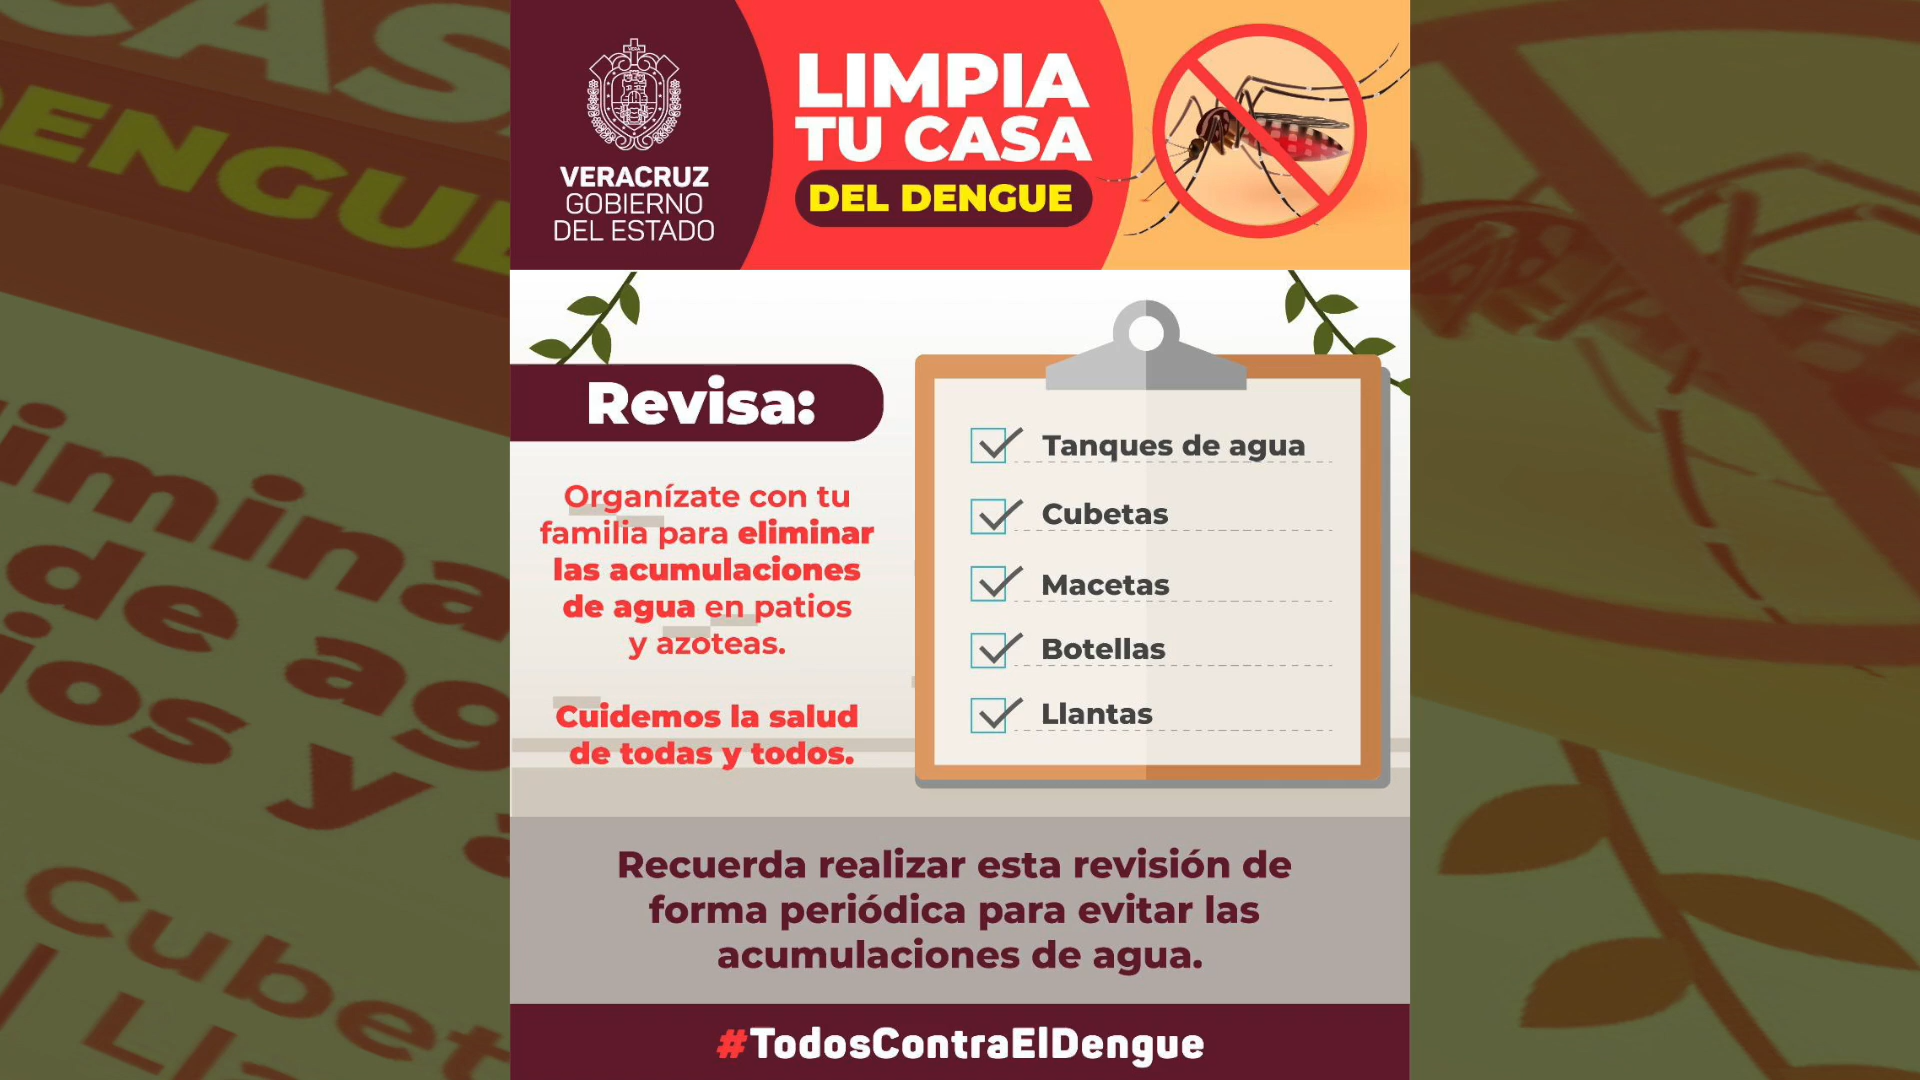 VERACRUZ
GOBIERNO
DEL ESTADO
LIMPIA
TU CASA
DEL DENGUE
Revisa:
Organízate con tu
familia para eliminar
las acumulaciones
de agua en patios
y azoteas.
Cuidemos la salud
de todas y todos.
Tanques de agua
Cubetas
Macetas
Botellas
Llantas
Recuerda realizar esta revisión de
forma periódica para evitar las
acumulaciones de agua.
#TodosContraElDengue